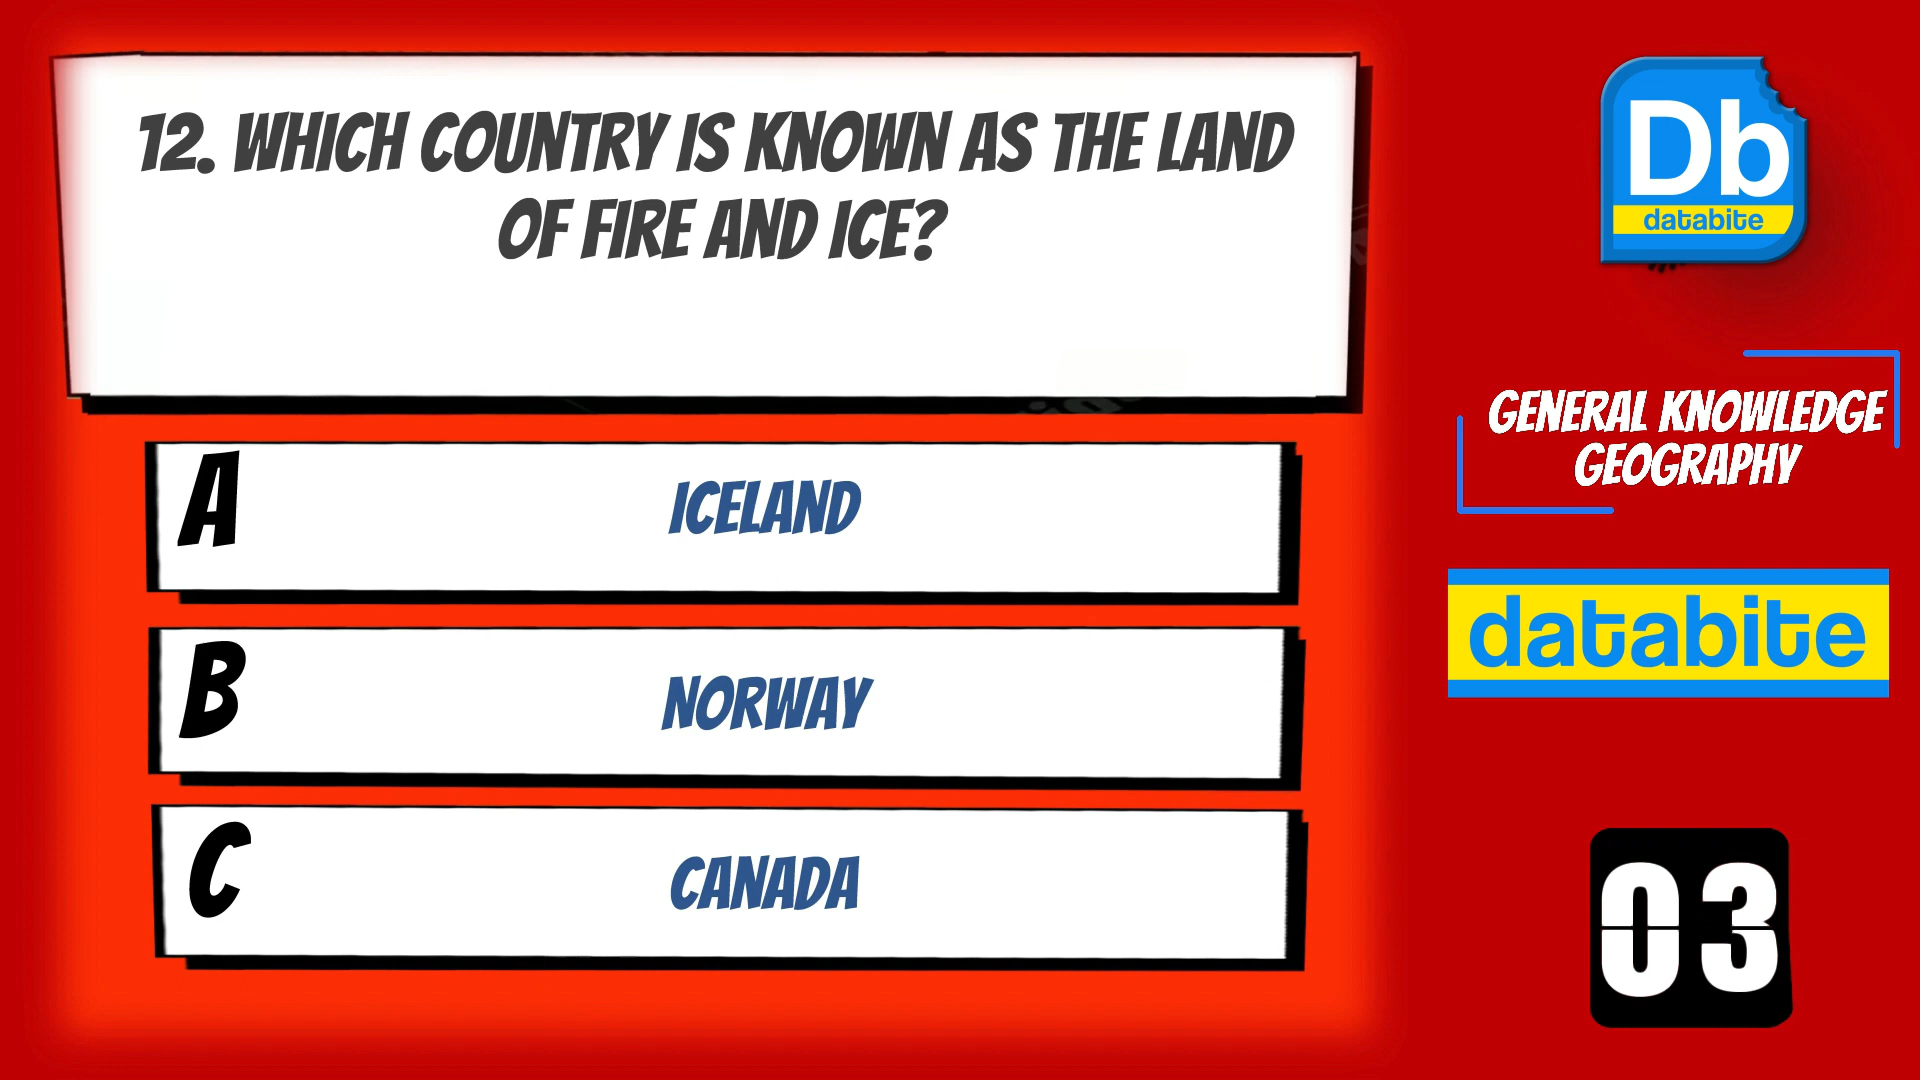 12. WHICH COUNTRY IS KNOWN AS THE LAND
OF FIRE AND ICE?
A
ICELAND
B
NORWAY
C
CANADA
Db
databite
GENERAL KNOWLEDGE
GEOGRAPHY
databite
03